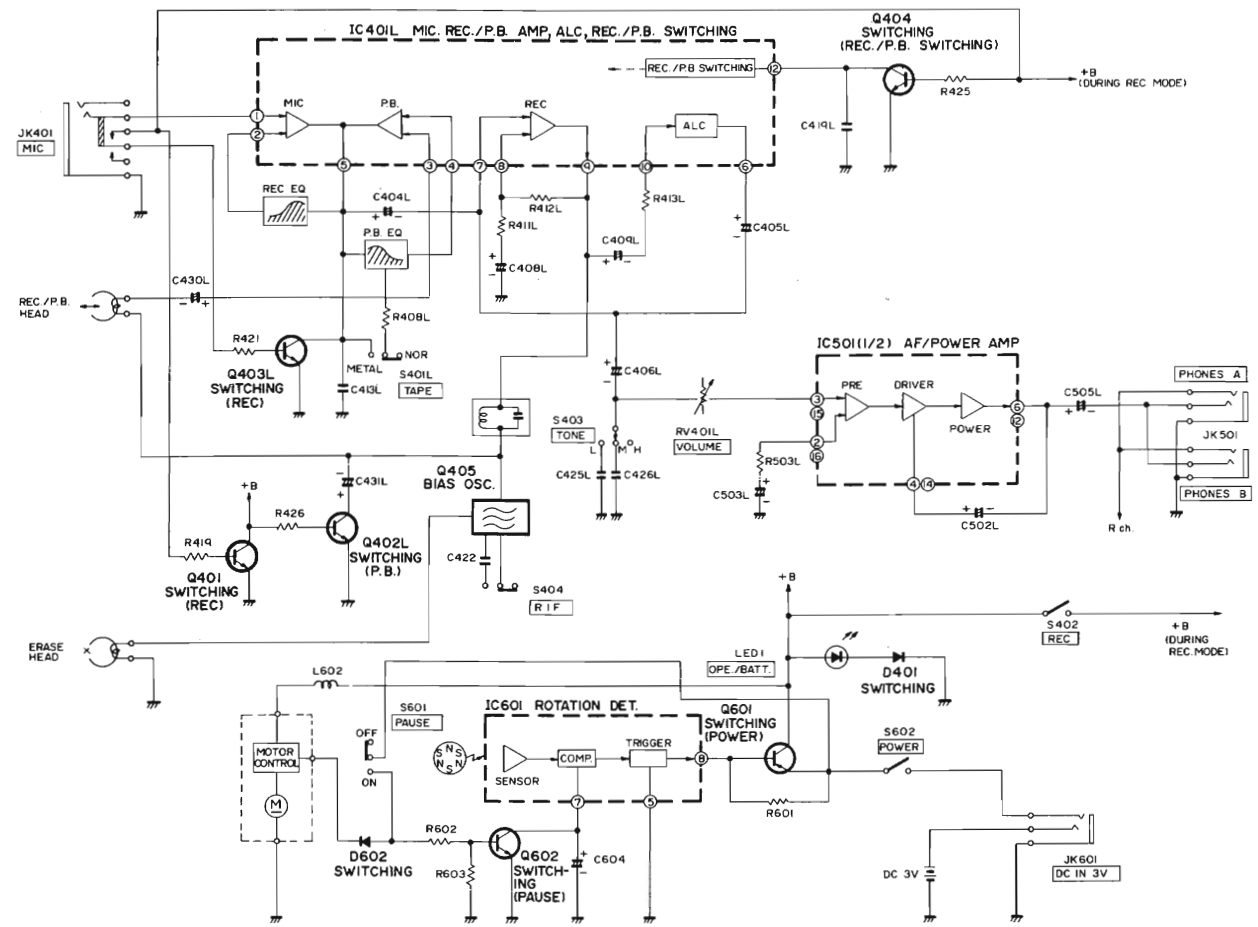 IC401L MIC. REC./P.B. AMP, ALC, REC./P.B. SWITCHING
Q404
SWITCHING
(REC./P.B. SWITCHING)
REC./P.B SWITCHING
12
+B
(DURING REC MODE)
R425
C419L
JK401
MIC
1
2
MIC
P.B.
REC
ALC
5
3
4
7
8
9
10
6
REC EQ
C404L
+
-
P.B. EQ
R412L
R411L
+
-
C408L
C409L
+
-
R413L
+
-
C405L
REC./P.B.
HEAD
C430L
-
+
R421
Q403L
SWITCHING
(REC)
R408L
METAL
NOR
S401L
TAPE
C413L
+
-
C406L
S403
TONE
L
M
H
C425L
C426L
RV401L
VOLUME
IC501(1/2) AF/POWER AMP
3
15
2
16
PRE
DRIVER
POWER
6
12
4
14
R503L
C503L
+
-
C502L
+
-
C505L
+
-
PHONES A
JK501
PHONES B
R ch.
Q405
BIAS OSC.
-
+
C431L
+B
R426
R419
Q401
SWITCHING
(REC)
Q402L
SWITCHING
(P.B.)
C422
S404
R I F
ERASE
HEAD
+B
S402
REC
+B
(DURING
REC.MODE)
LED1
OPE./BATT.
D401
SWITCHING
L602
MOTOR
CONTROL
M
S601
PAUSE
OFF
ON
S
N
S
N
S
N
IC601 ROTATION DET.
SENSOR
COMP.
TRIGGER
8
7
5
Q601
SWITCHING
(POWER)
R601
S602
POWER
D602
SWITCHING
R602
R603
Q602
SWITCH-
ING
(PAUSE)
+
-
C604
DC 3V
JK601
DC IN 3V